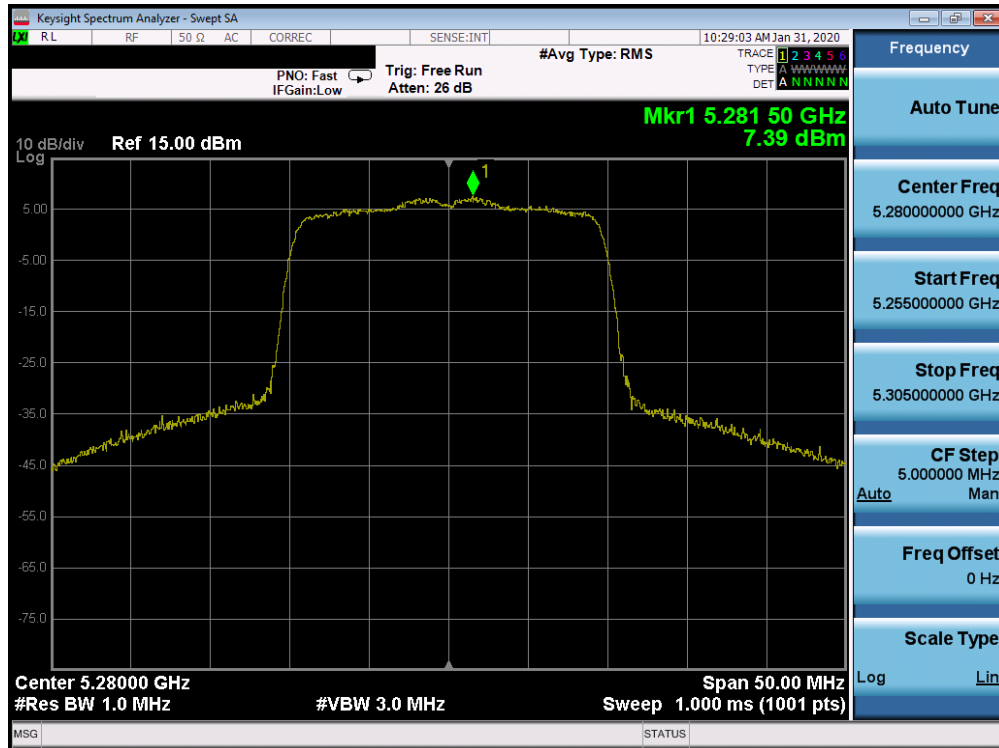 Keysight Spectrum Analyzer - Swept SA
LXI RL RF 50 Ω AC CORREC SENSE:INT 10:29:03 AM Jan 31, 2020
#Avg Type: RMS
TRACE 1 2 3 4 5 6
TYPE A WWWWW
DET A N N N N N
PNO: Fast
IFGain:Low
Trig: Free Run
Atten: 26 dB
Mkr1 5.281 50 GHz
7.39 dBm
10 dB/div
Log
Ref 15.00 dBm
1
5.00
-5.00
-15.0
-25.0
-35.0
-45.0
-55.0
-65.0
-75.0
Center 5.28000 GHz
Span 50.00 MHz
#Res BW 1.0 MHz
#VBW 3.0 MHz
Sweep 1.000 ms (1001 pts)
MSG
STATUS
Frequency
Auto Tune
Center Freq
5.280000000 GHz
Start Freq
5.255000000 GHz
Stop Freq
5.305000000 GHz
CF Step
5.000000 MHz
Auto Man
Freq Offset
0 Hz
Scale Type
Log Lin